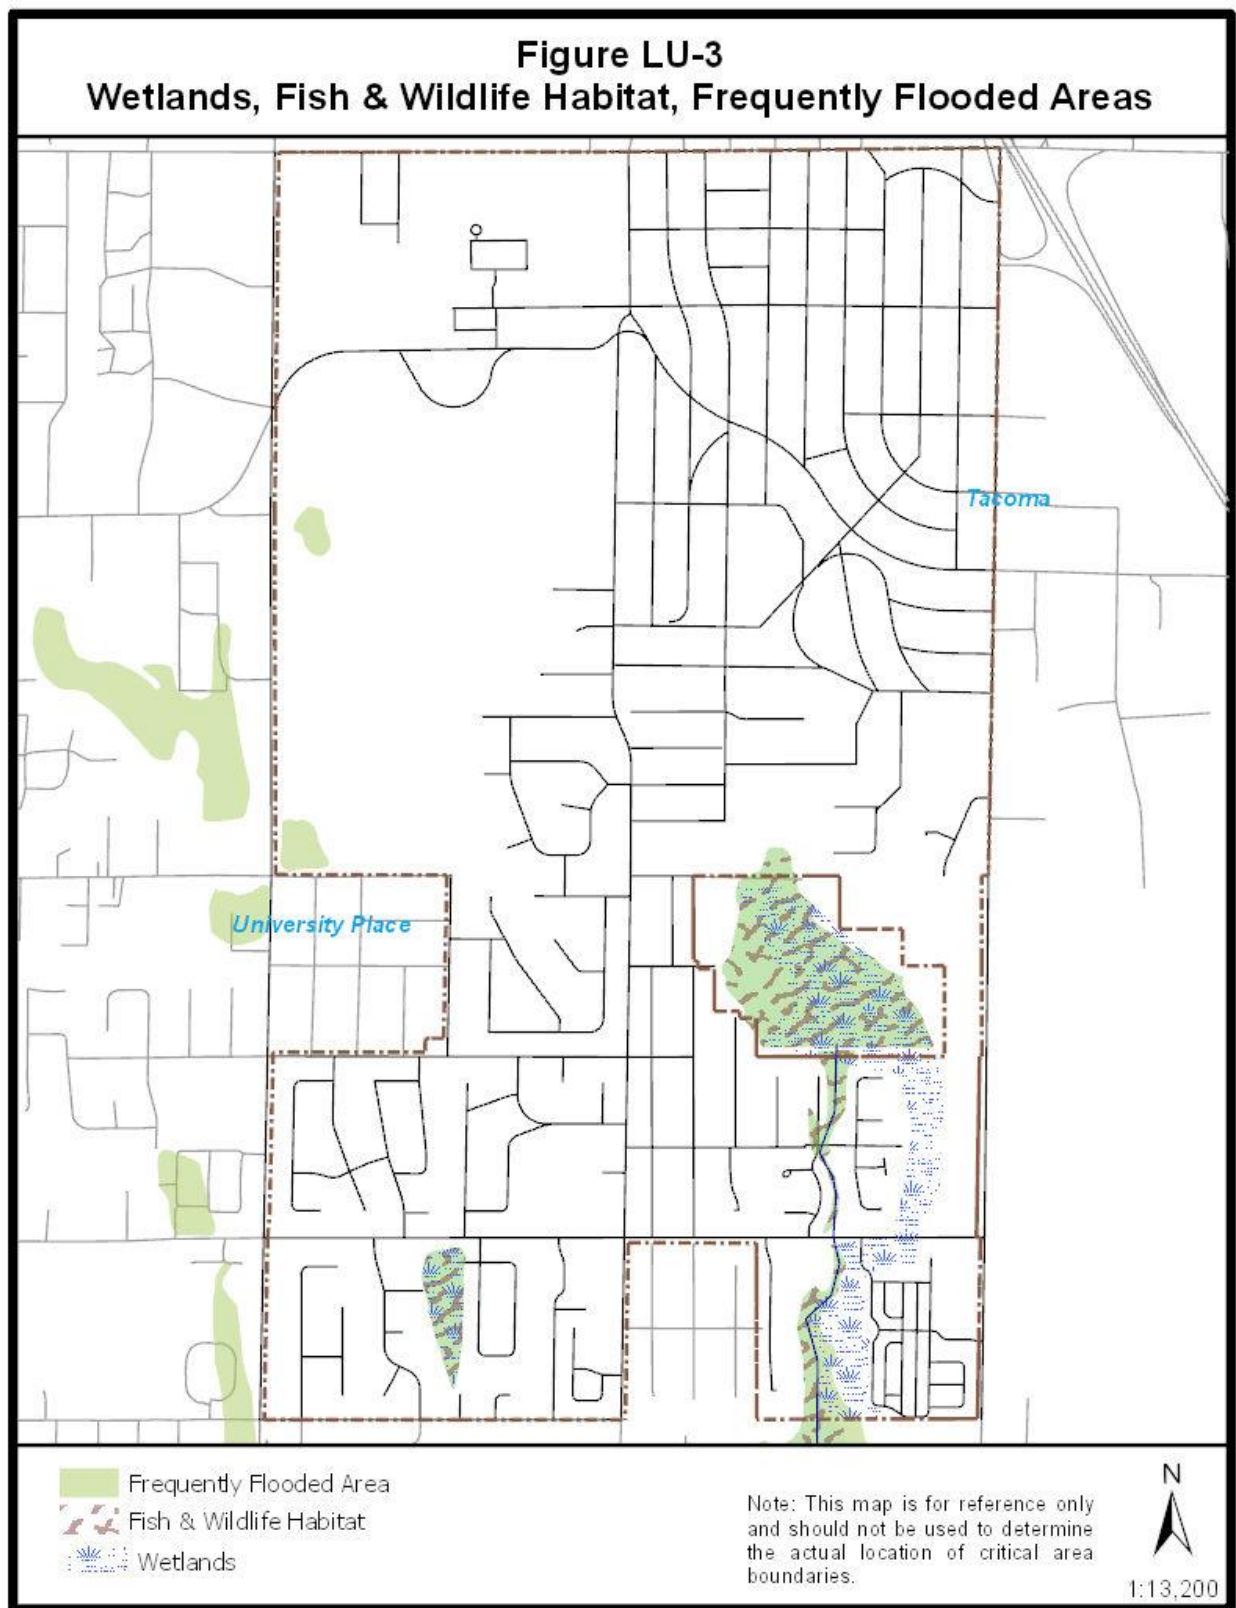 Figure LU-3
Wetlands, Fish & Wildlife Habitat, Frequently Flooded Areas
Tacoma
University Place
Frequently Flooded Area
Fish & Wildlife Habitat
Wetlands
Note: This map is for reference only
and should not be used to determine
the actual location of critical area
boundaries.
N
1:13,200